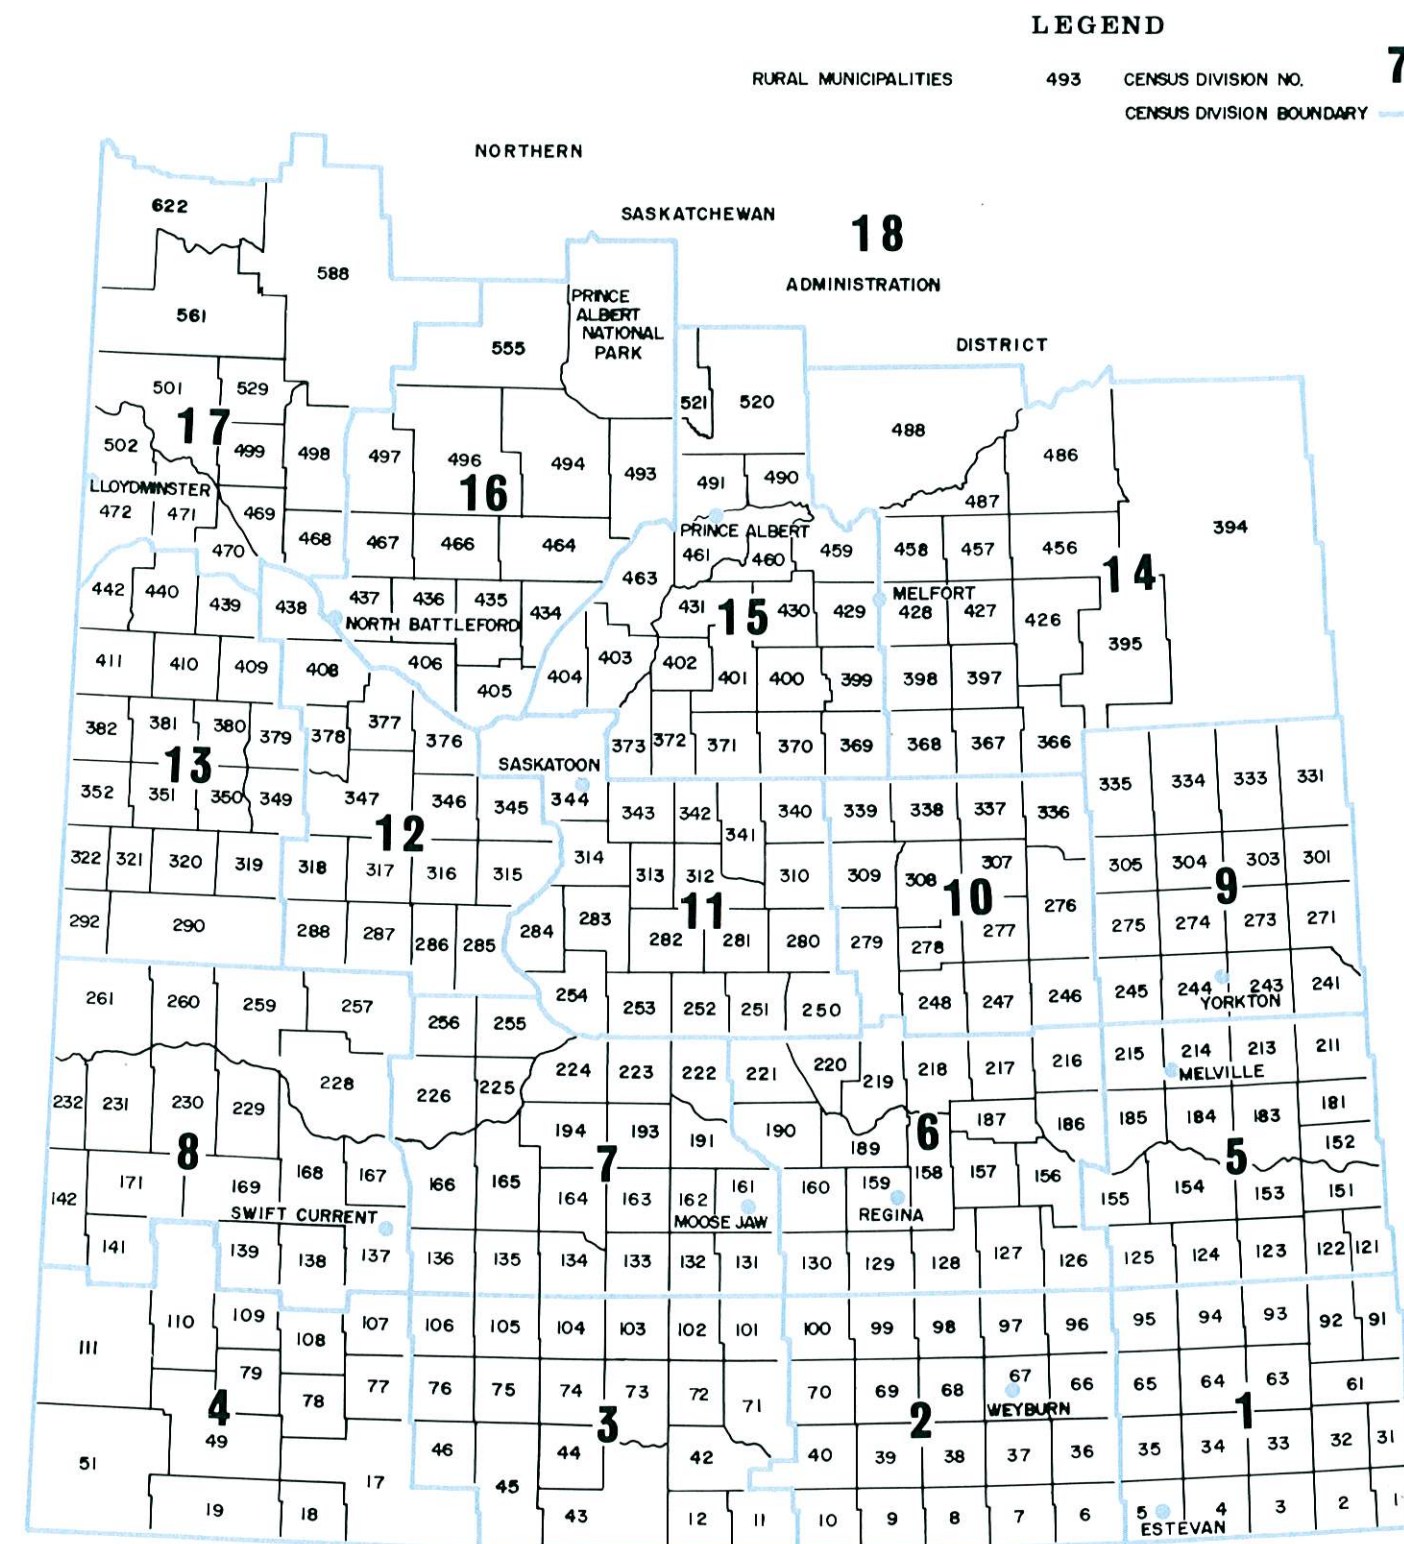 LEGEND
RURAL MUNICIPALITIES 493 CENSUS DIVISION NO. 7
CENSUS DIVISION BOUNDARY
NORTHERN
SASKATCHEWAN
18
ADMINISTRATION
DISTRICT
622
588
561
PRINCE
ALBERT
NATIONAL
PARK
555
501 529
17
521 520
488
502 499 498 497 496 494 493
16
491 490
486
487
394
LLOYDMINSTER
472 471 469
470 468 467 466 464
PRINCE ALBERT
461 460 459 458 457 456
14
463
442 440 439 438 437 436 435 434
NORTH BATTLEFORD
431 15 430 429 428 427 426
MELFORT
395
411 410 409 408 406 405 404 403 402 401 400 399 398 397
382 381 380 379 378 377 376
13
373 372 371 370 369 368 367 366
SASKATOON
352 351 350 349 347 346 345 344 343 342 341 340 339 338 337 336 335 334 333 331
12
322 321 320 319 318 317 316 315 314 313 312 310 309 308 307 305 304 303 301
11 10 9
292 290 288 287 286 285 284 283 282 281 280 279 278 277 276 275 274 273 271
261 260 259 257 256 255 254 253 252 251 250 248 247 246 245 244 243 241
YORKTON
232 231 230 229 228 226 225 224 223 222 221 220 219 218 217 216 215 214 213 211
MELVILLE
8
194 193 191 190 189 187 186 185 184 183 181
7 6 5
152
142 171 169 168 167 166 165 164 163 162 161 160 159 158 157 156 155 154 153 151
SWIFT CURRENT
MOOSE JAW
REGINA
141 139 138 137 136 135 134 133 132 131 130 129 128 127 126 125 124 123 122 121
111 110 109 108 107 106 105 104 103 102 101 100 99 98 97 96 95 94 93 92 91
79 78 77 76 75 74 73 72 71 70 69 68 67 66 65 64 63 61
WEYBURN
4 3 2 1
51 49 46 45 44 42 40 39 38 37 36 35 34 33 32 31
19 18 17 43 12 11 10 9 8 7 6 5 4 3 2 1
ESTEVAN